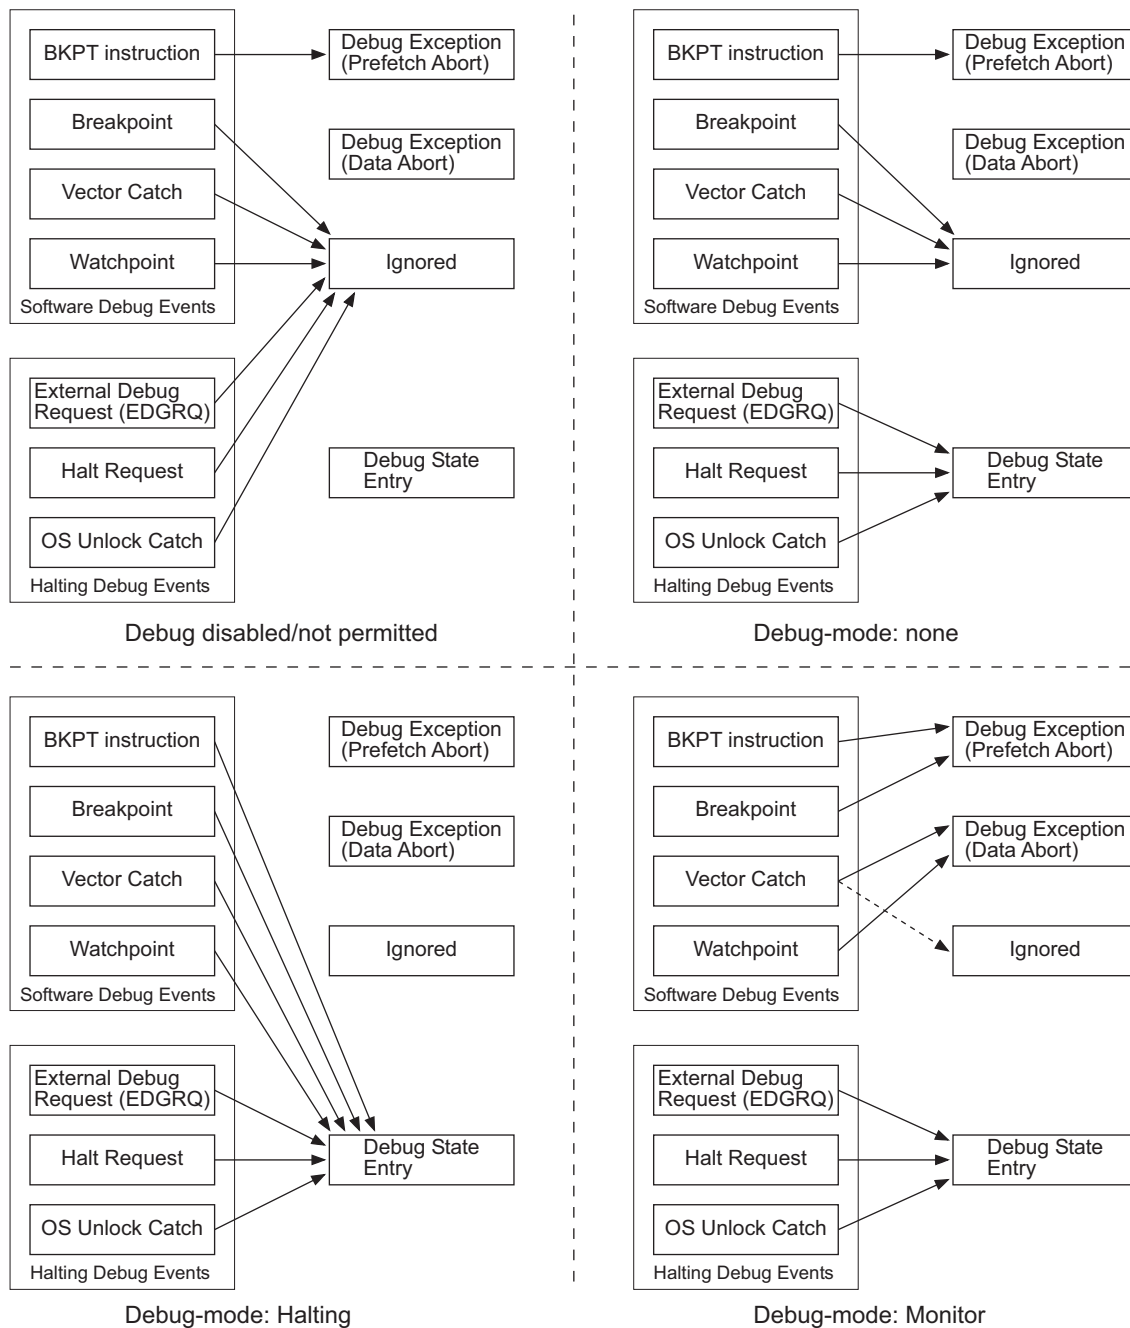 BKPT instruction
Breakpoint
Vector Catch
Watchpoint
Software Debug Events
Debug Exception
(Prefetch Abort)
Debug Exception
(Data Abort)
Ignored
External Debug
Request (EDGRQ)
Halt Request
OS Unlock Catch
Halting Debug Events
Debug State
Entry
Debug disabled/not permitted
BKPT instruction
Breakpoint
Vector Catch
Watchpoint
Software Debug Events
Debug Exception
(Prefetch Abort)
Debug Exception
(Data Abort)
Ignored
External Debug
Request (EDGRQ)
Halt Request
OS Unlock Catch
Halting Debug Events
Debug State
Entry
Debug-mode: none
BKPT instruction
Breakpoint
Vector Catch
Watchpoint
Software Debug Events
Debug Exception
(Prefetch Abort)
Debug Exception
(Data Abort)
Ignored
External Debug
Request (EDGRQ)
Halt Request
OS Unlock Catch
Halting Debug Events
Debug State
Entry
Debug-mode: Halting
BKPT instruction
Breakpoint
Vector Catch
Watchpoint
Software Debug Events
Debug Exception
(Prefetch Abort)
Debug Exception
(Data Abort)
Ignored
External Debug
Request (EDGRQ)
Halt Request
OS Unlock Catch
Halting Debug Events
Debug State
Entry
Debug-mode: Monitor